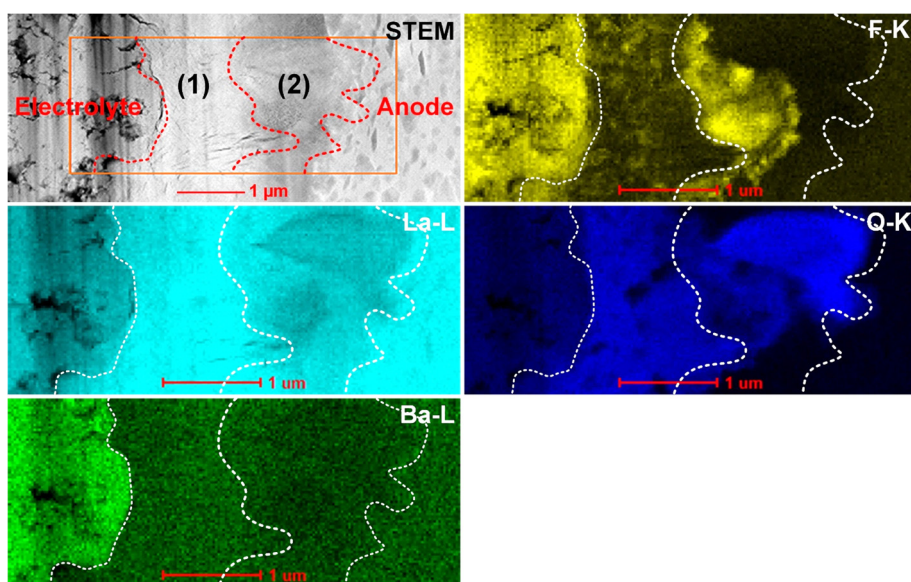 STEM
(1)
(2)
Electrolyte
Anode
1 µm
F-K
1 um
La-L
1 um
Q-K
1 um
Ba-L
1 um